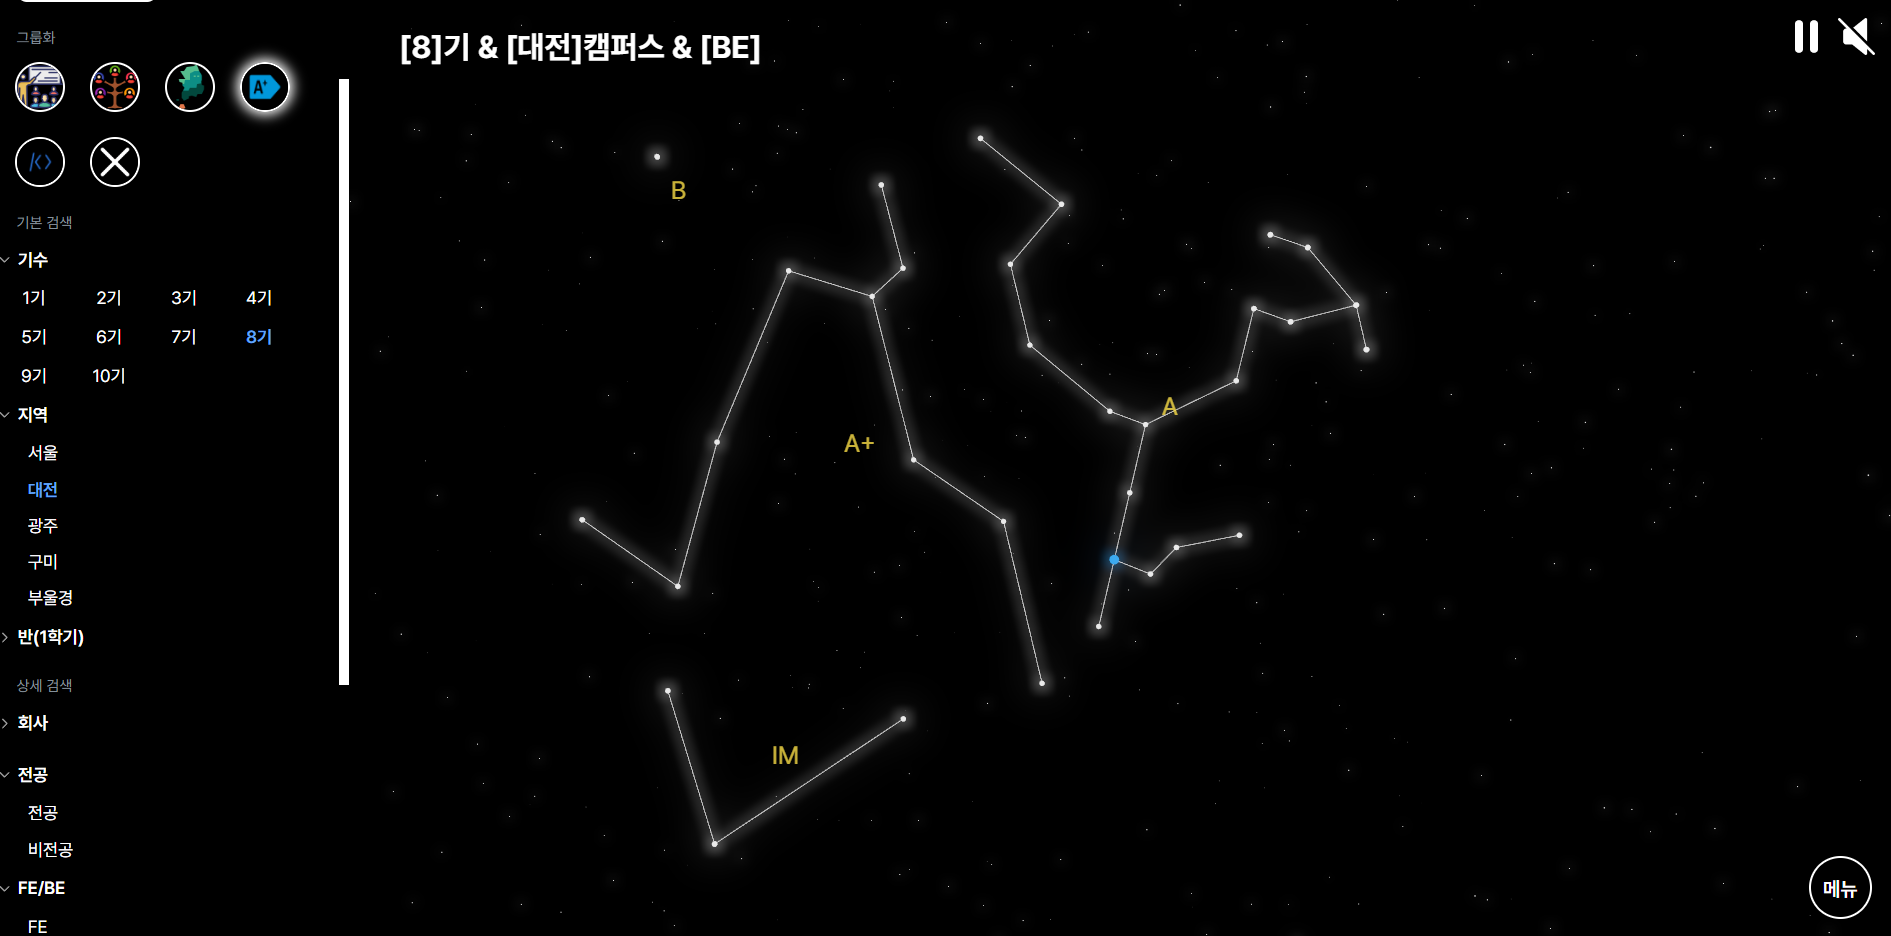 그룹화
[8]기 & [대전]캠퍼스 & [BE]
A+
기본 검색
기수
1기 2기 3기 4기
5기 6기 7기 8기
9기 10기
지역
서울
대전
광주
구미
부울경
반(1학기)
상세 검색
회사
전공
전공
비전공
FE/BE
FE
B
A
A+
IM
메뉴